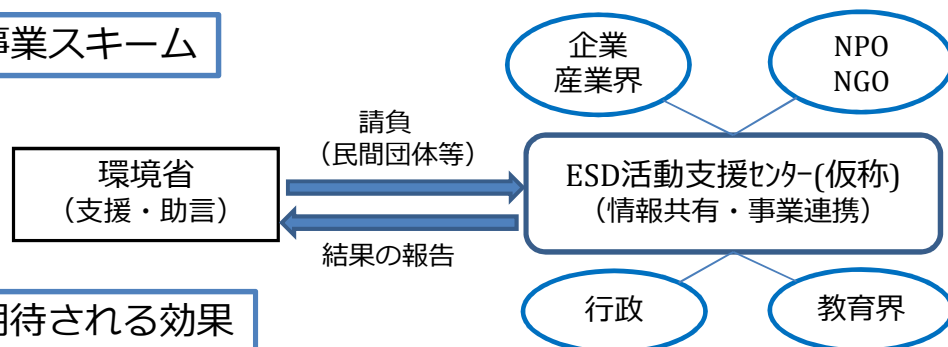 事業スキーム
企業
産業界
NPO
NGO
請負
（民間団体等）
環境省
（支援・助言）
ESD活動支援ｾﾝﾀｰ(仮称)
（情報共有・事業連携）
結果の報告
行政
教育界
期待される効果